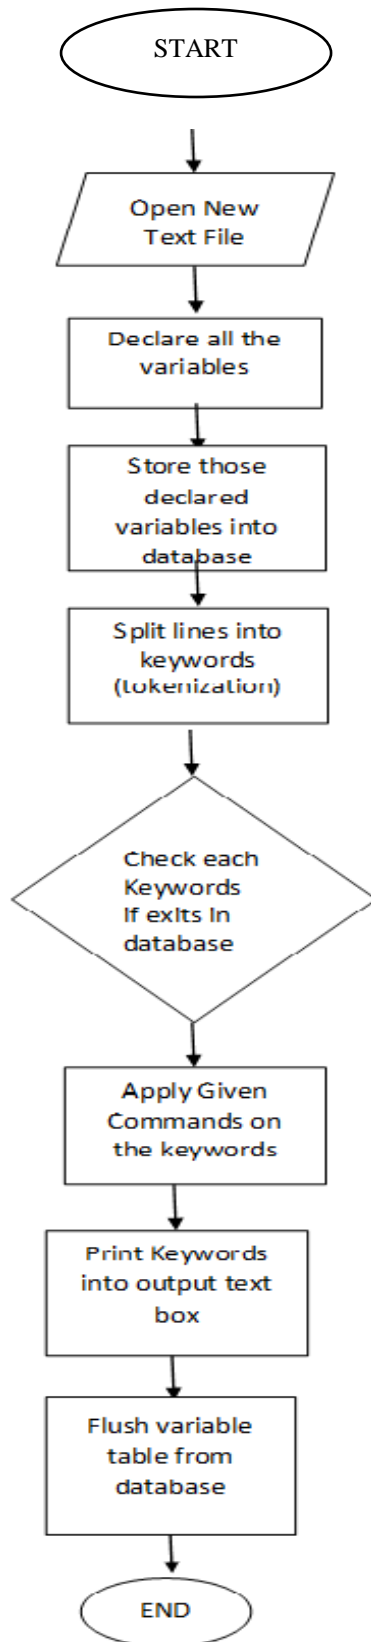 START
Open New
Text File
Declare all the
variables
Store those
declared
variables into
database
Split lines into
keywords
(tokenization)
Check each
Keywords
If exits in
database
Apply Given
Commands on
the keywords
Print Keywords
into output text
box
Flush variable
table from
database
END